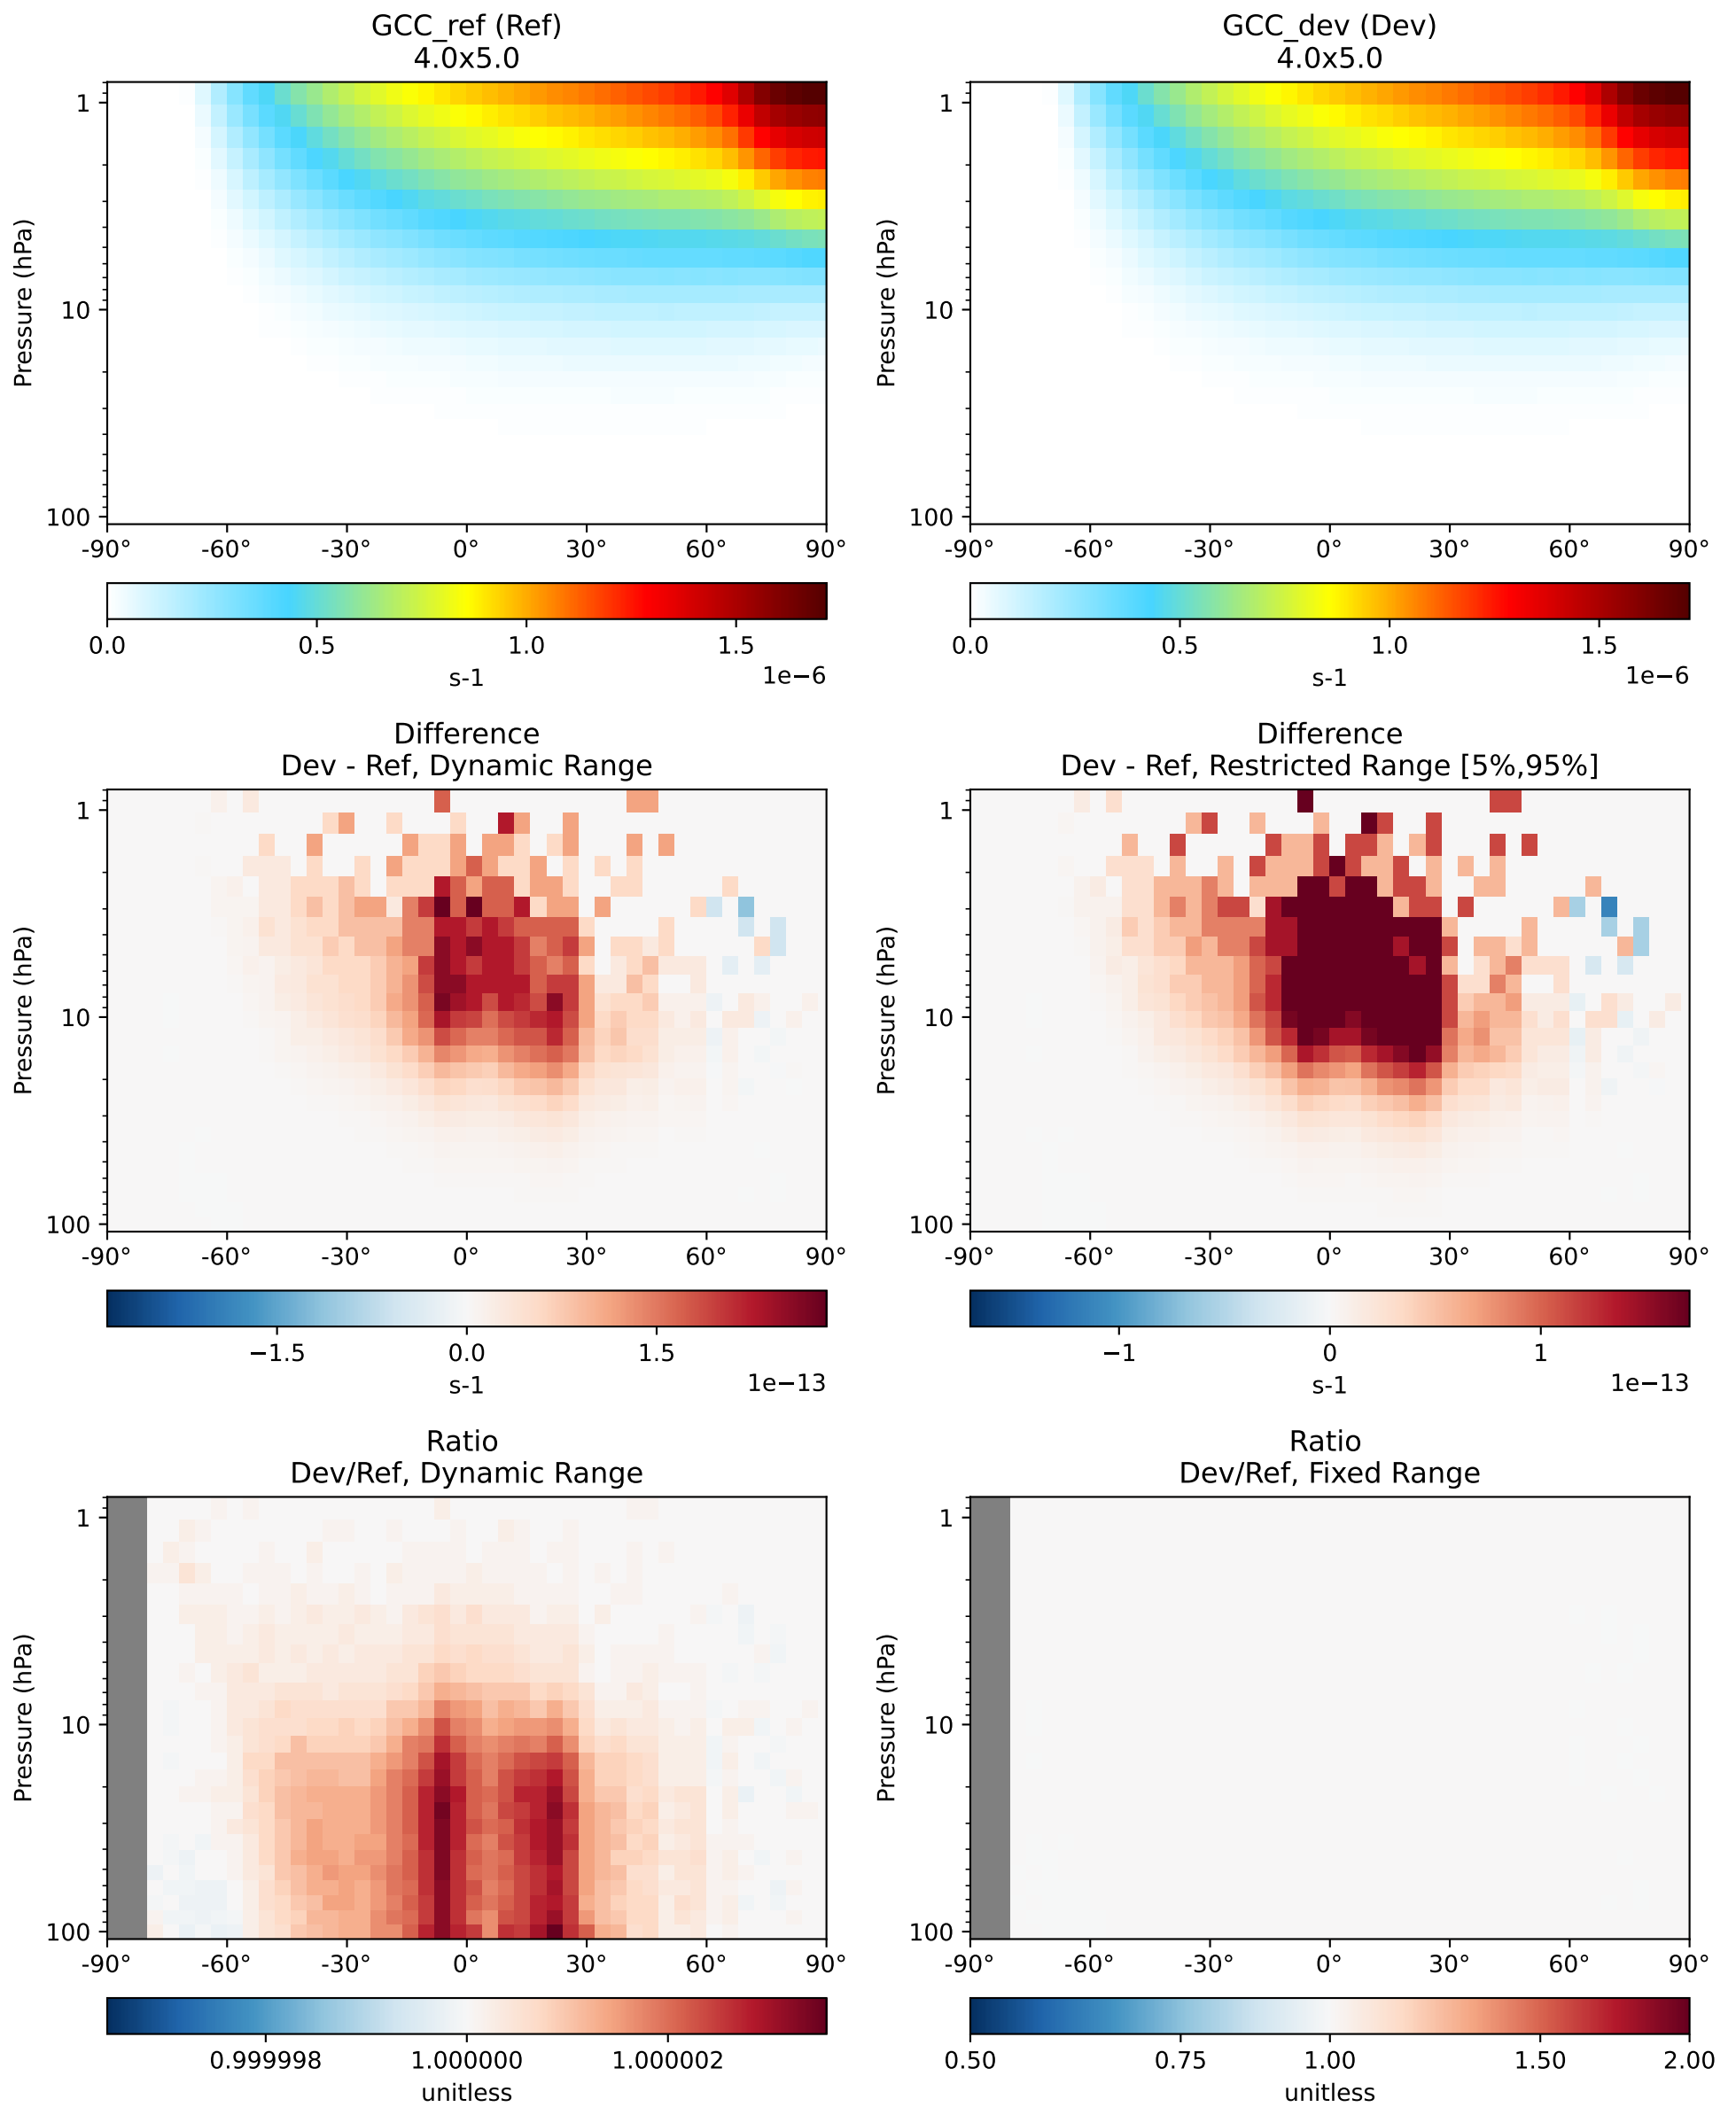 GCC_ref (Ref)
4.0x5.0
GCC_dev (Dev)
4.0x5.0
Pressure (hPa)
1
10
100
-90° -60° -30° 0° 30° 60° 90°
0.0 0.5 1.0 1.5
s-1
1e−6
Pressure (hPa)
1
10
100
-90° -60° -30° 0° 30° 60° 90°
0.0 0.5 1.0 1.5
s-1
1e−6
Difference
Dev - Ref, Dynamic Range
Difference
Dev - Ref, Restricted Range [5%,95%]
Pressure (hPa)
1
10
100
-90° -60° -30° 0° 30° 60° 90°
−1.5 0.0 1.5
s-1
1e−13
Pressure (hPa)
1
10
100
-90° -60° -30° 0° 30° 60° 90°
−1 0 1
s-1
1e−13
Ratio
Dev/Ref, Dynamic Range
Ratio
Dev/Ref, Fixed Range
Pressure (hPa)
1
10
100
-90° -60° -30° 0° 30° 60° 90°
0.999998 1.000000 1.000002
unitless
Pressure (hPa)
1
10
100
-90° -60° -30° 0° 30° 60° 90°
0.50 0.75 1.00 1.50 2.00
unitless